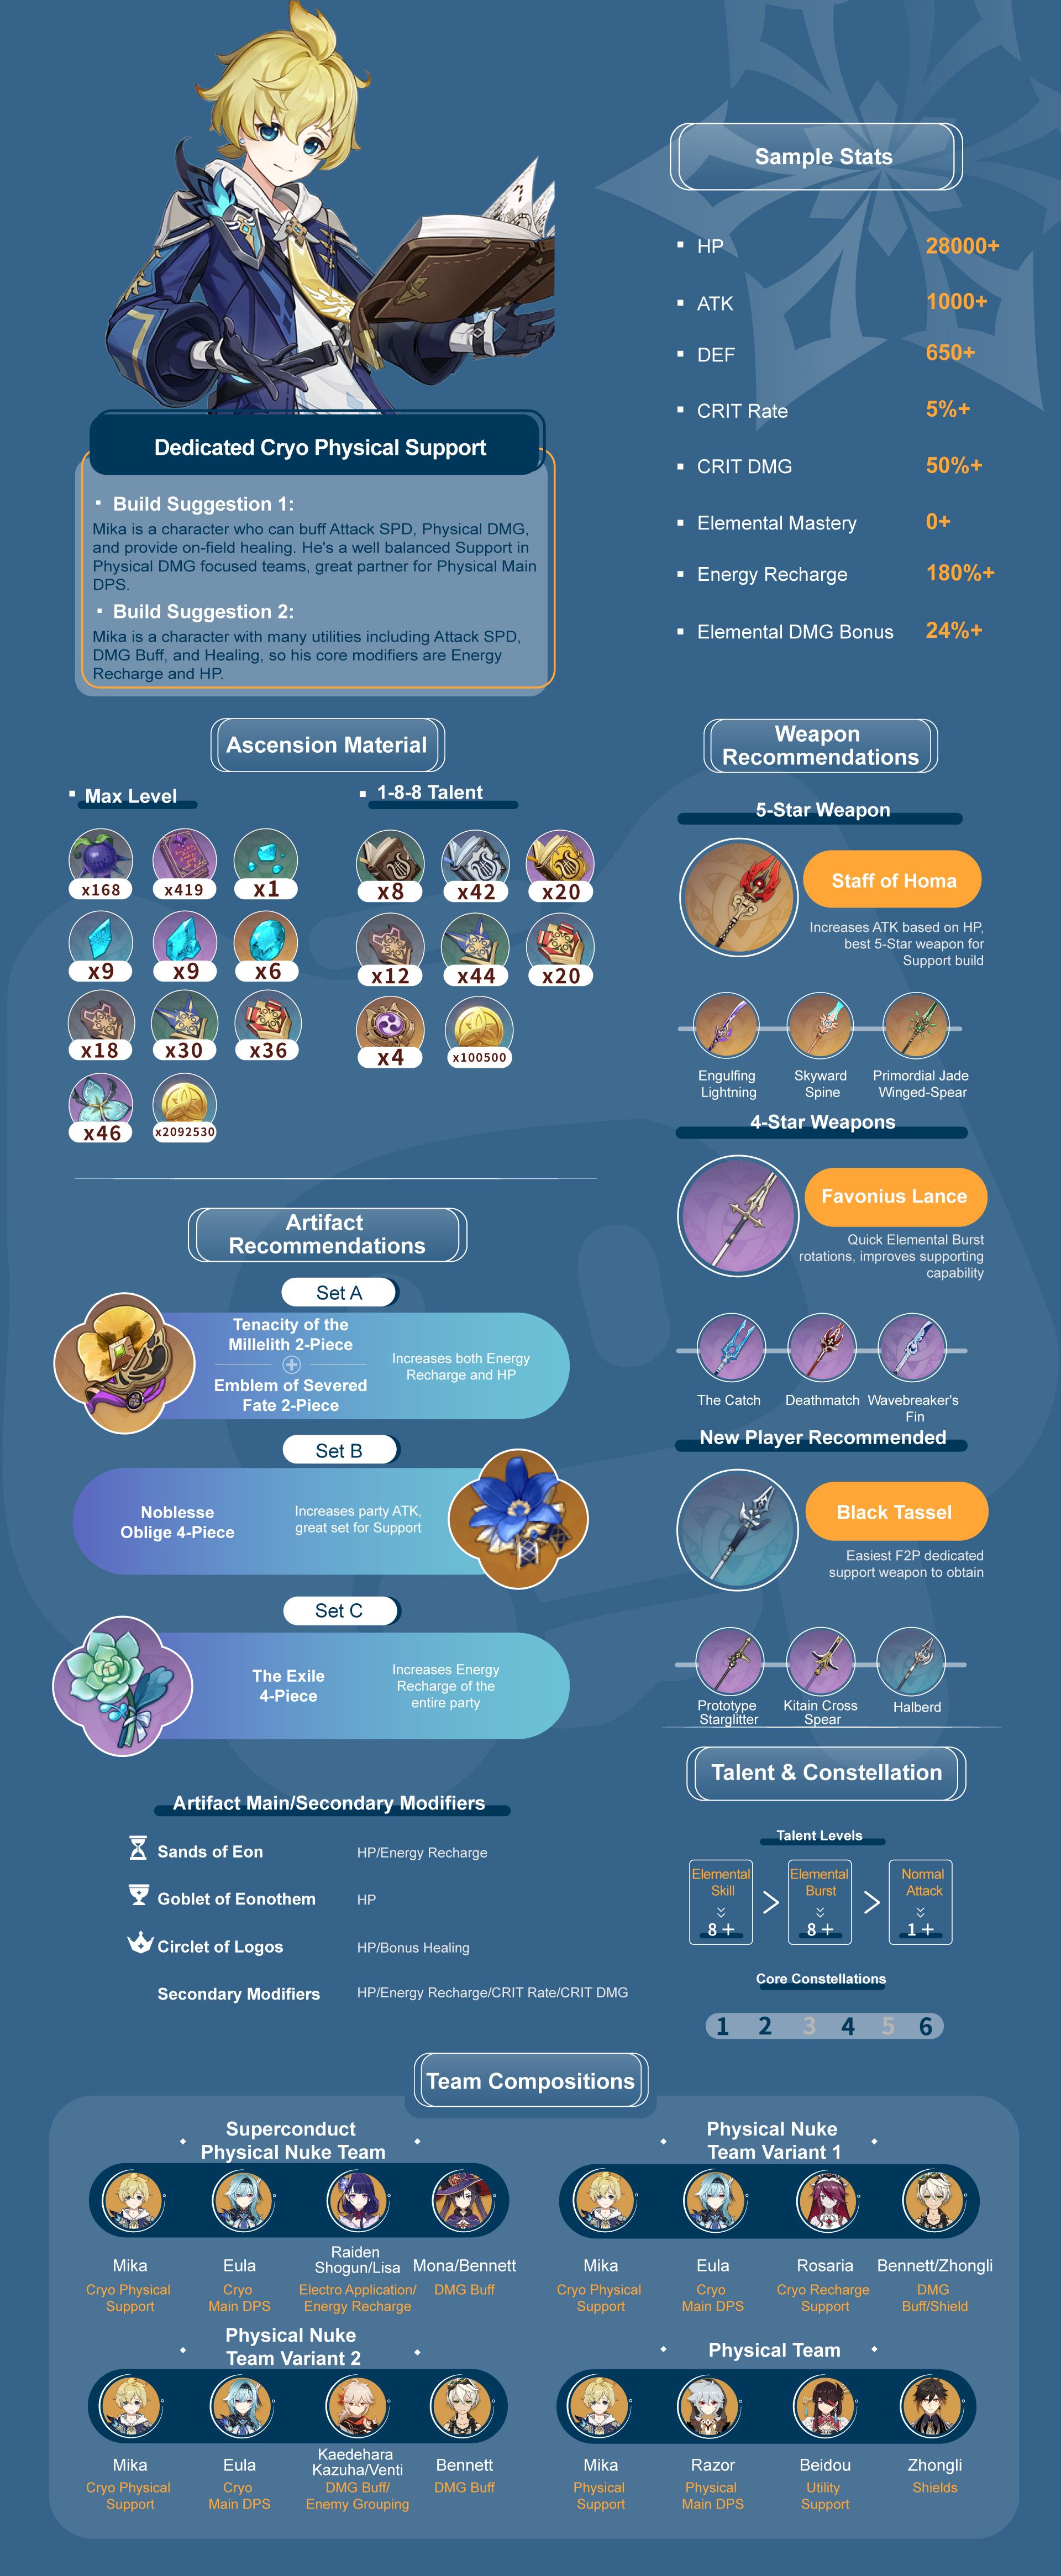 Sample Stats
HP 28000+
ATK 1000+
DEF 650+
CRIT Rate 5%+
CRIT DMG 50%+
Elemental Mastery 0+
Energy Recharge 180%+
Elemental DMG Bonus 24%+
Dedicated Cryo Physical Support
Build Suggestion 1:
Mika is a character who can buff Attack SPD, Physical DMG,
and provide on-field healing. He's a well balanced Support in
Physical DMG focused teams, great partner for Physical Main
DPS.
Build Suggestion 2:
Mika is a character with many utilities including Attack SPD,
DMG Buff, and Healing, so his core modifiers are Energy
Recharge and HP.
Ascension Material
Max Level
x168 x419 x1
x9 x9 x6
x18 x30 x36
x46 x2092530
1-8-8 Talent
x8 x42 x20
x12 x44 x20
x4 x100500
Weapon
Recommendations
5-Star Weapon
Staff of Homa
Increases ATK based on HP,
best 5-Star weapon for
Support build
Engulfing
Lightning
Skyward
Spine
Primordial Jade
Winged-Spear
4-Star Weapons
Favonius Lance
Quick Elemental Burst
rotations, improves supporting
capability
The Catch
Deathmatch
Wavebreaker's
Fin
New Player Recommended
Black Tassel
Easiest F2P dedicated
support weapon to obtain
Prototype
Starglitter
Kitain Cross
Spear
Halberd
Artifact
Recommendations
Set A
Tenacity of the
Millelith 2-Piece
Emblem of Severed
Fate 2-Piece
Increases both Energy
Recharge and HP
Set B
Noblesse
Oblige 4-Piece
Increases party ATK,
great set for Support
Set C
The Exile
4-Piece
Increases Energy
Recharge of the
entire party
Artifact Main/Secondary Modifiers
Sands of Eon HP/Energy Recharge
Goblet of Eonothem HP
Circlet of Logos HP/Bonus Healing
Secondary Modifiers HP/Energy Recharge/CRIT Rate/CRIT DMG
Talent & Constellation
Talent Levels
Elemental
Skill
8+
>
Elemental
Burst
8+
>
Normal
Attack
1+
Core Constellations
1 2 3 4 5 6
Team Compositions
Superconduct
Physical Nuke Team
Mika
Cryo Physical
Support
Eula
Cryo
Main DPS
Raiden
Shogun/Lisa
Electro Application/
Energy Recharge
Mona/Bennett
DMG Buff
Physical Nuke
Team Variant 1
Mika
Cryo Physical
Support
Eula
Cryo
Main DPS
Rosaria
Cryo Recharge
Support
Bennett/Zhongli
DMG
Buff/Shield
Physical Nuke
Team Variant 2
Mika
Cryo Physical
Support
Eula
Cryo
Main DPS
Kaedehara
Kazuha/Venti
DMG Buff/
Enemy Grouping
Bennett
DMG Buff
Physical Team
Mika
Physical
Support
Razor
Physical
Main DPS
Beidou
Utility
Support
Zhongli
Shields